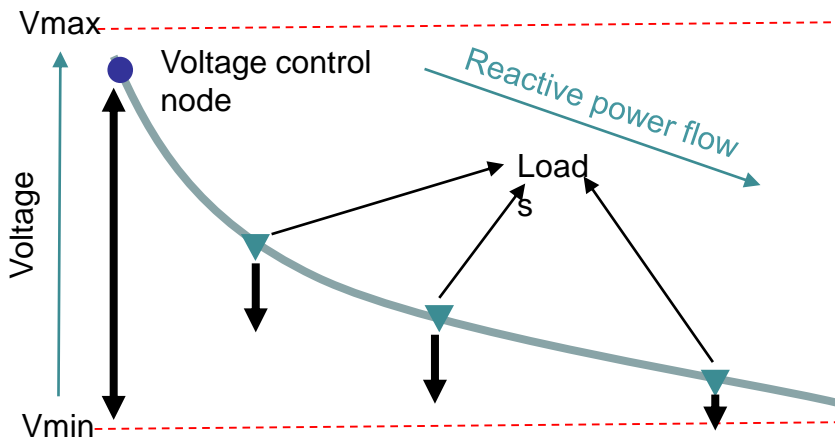 Vmax
Voltage control
node
Reactive power flow
Load
s
Voltage
Vmin